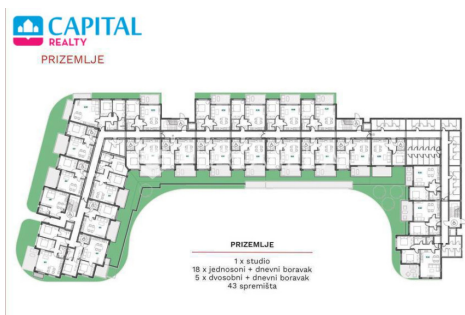 CAPITAL
REALTY
PRIZEMLJE
PRIZEMLJE
1 x studio
18 x jednosoni + dnevni boravak
5 x dvosobni + dnevni boravak
43 spremišta